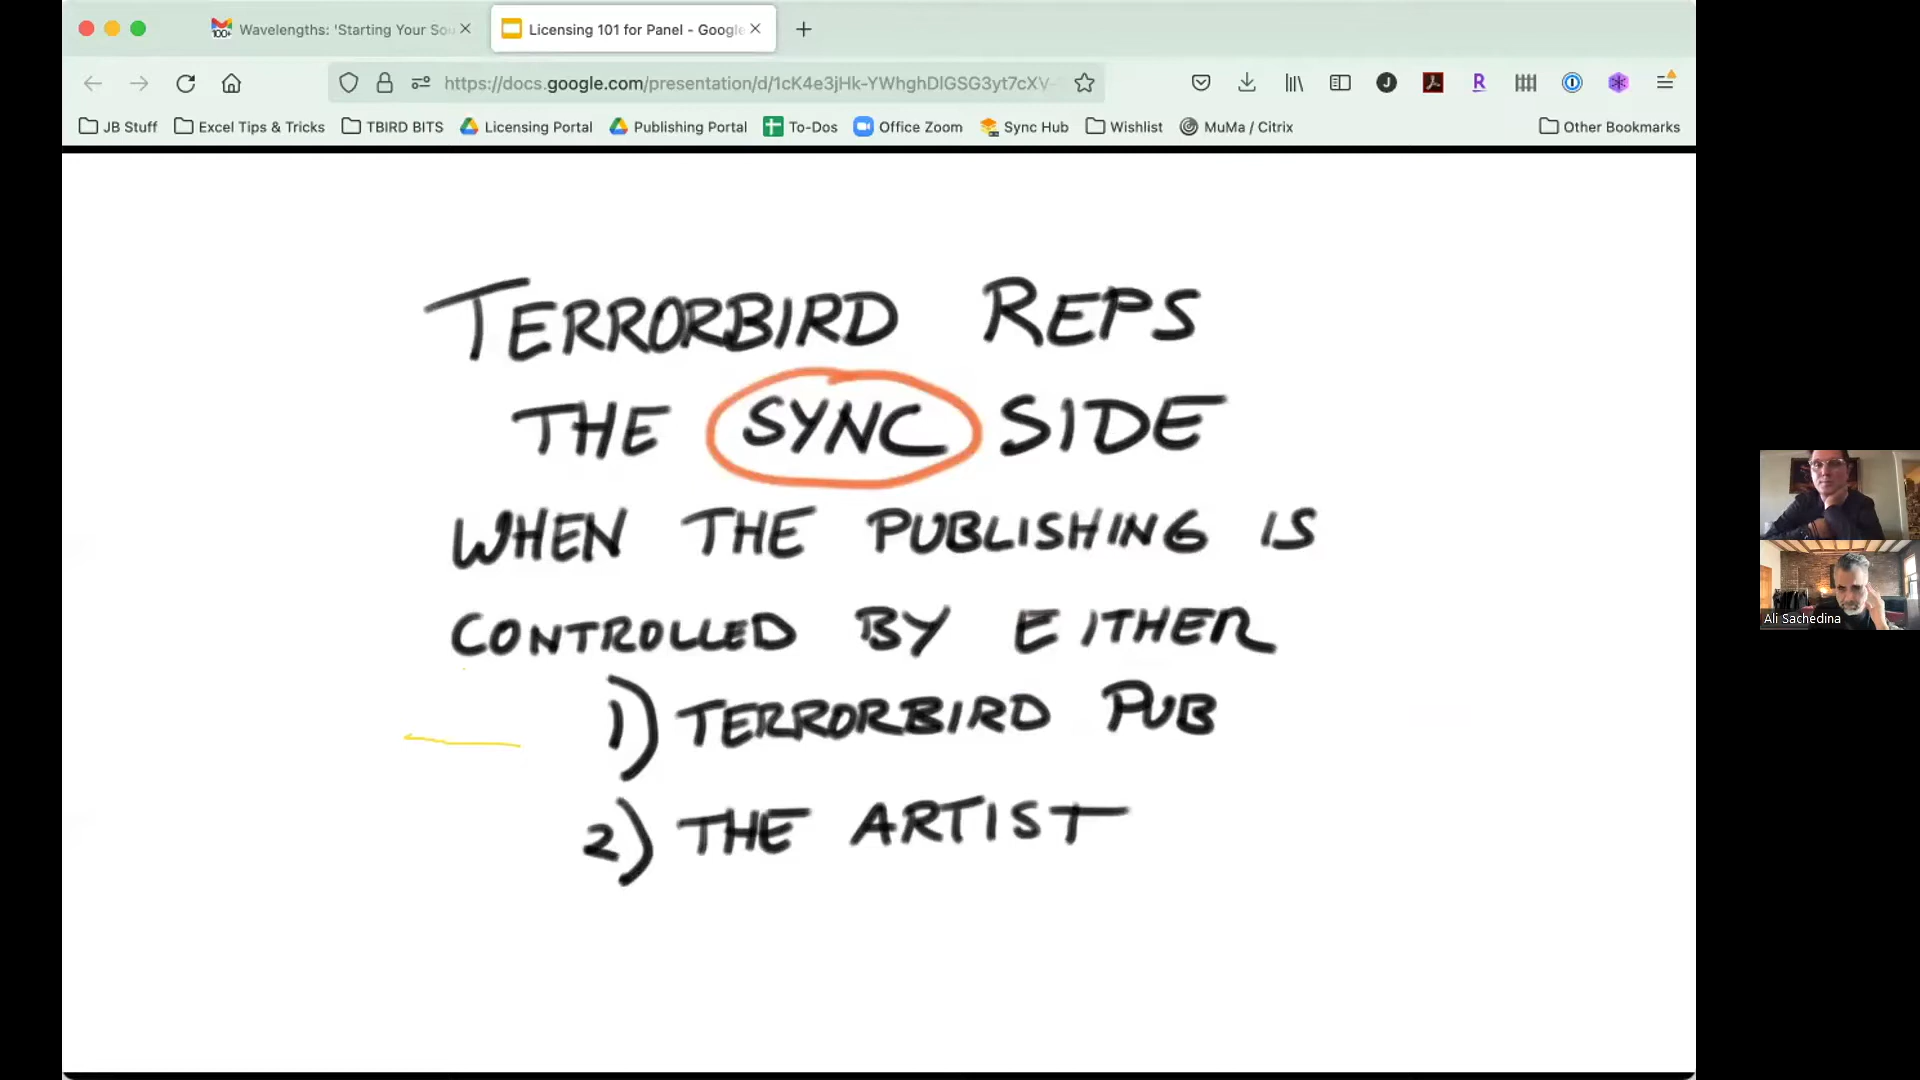 Wavelengths: 'Starting Your Sou
Licensing 101 for Panel - Google
https://docs.google.com/presentation/d/1cK4e3jHk-YWhghDlGSG3yt7cXV-
JB Stuff Excel Tips & Tricks TBIRD BITS Licensing Portal Publishing Portal To-Dos Office Zoom Sync Hub Wishlist MuMa / Citrix Other Bookmarks
TERRORBIRD REPS
THE SYNC SIDE
WHEN THE PUBLISHING IS
CONTROLLED BY EITHER
1) TERRORBIRD PUB
2) THE ARTIST
Ali Sachedina